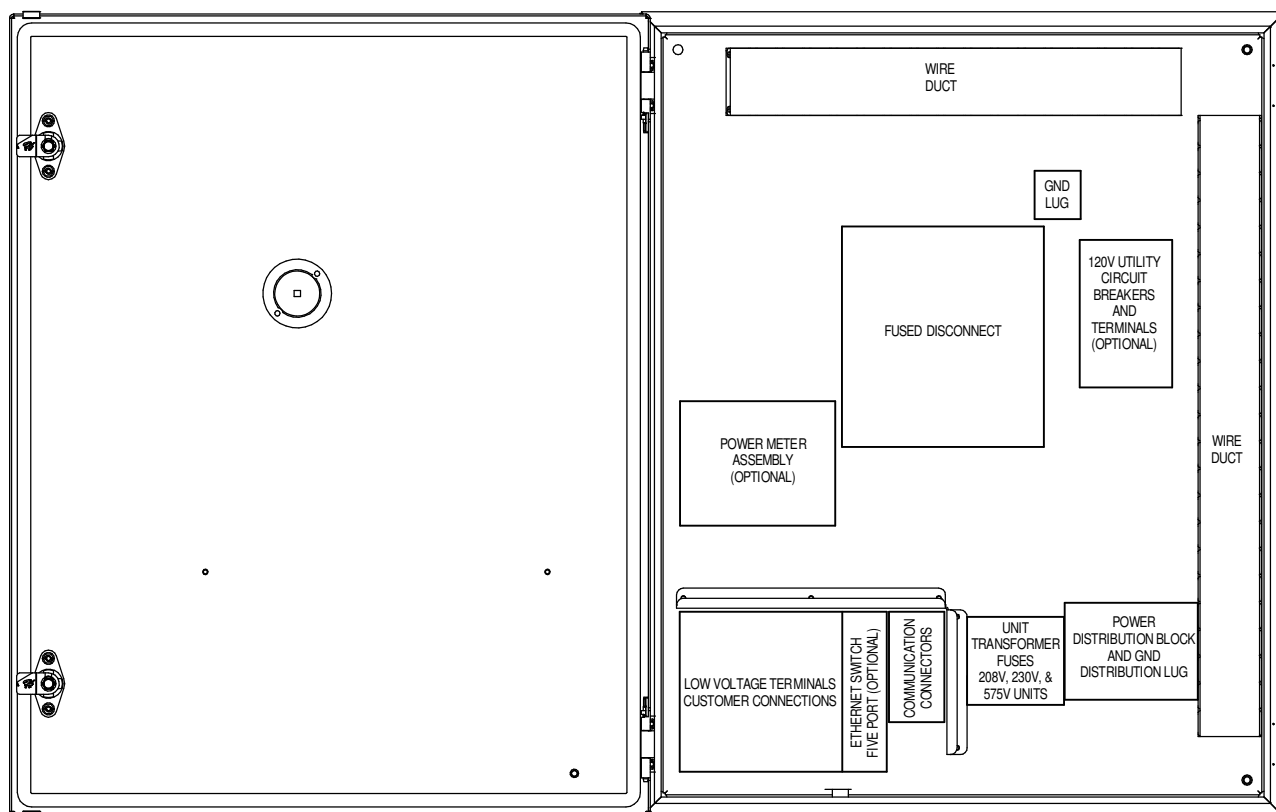 WIRE
DUCT
GND
LUG
120V UTILITY
CIRCUIT
BREAKERS
AND
TERMINALS
(OPTIONAL)
FUSED DISCONNECT
POWER METER
ASSEMBLY
(OPTIONAL)
WIRE
DUCT
LOW VOLTAGE TERMINALS
CUSTOMER CONNECTIONS
ETHERNET SWITCH
FIVE PORT (OPTIONAL)
COMMUNICATION
CONNECTORS
UNIT
TRANSFORMER
FUSES
208V, 230V, &
575V UNITS
POWER
DISTRIBUTION BLOCK
AND GND
DISTRIBUTION LUG